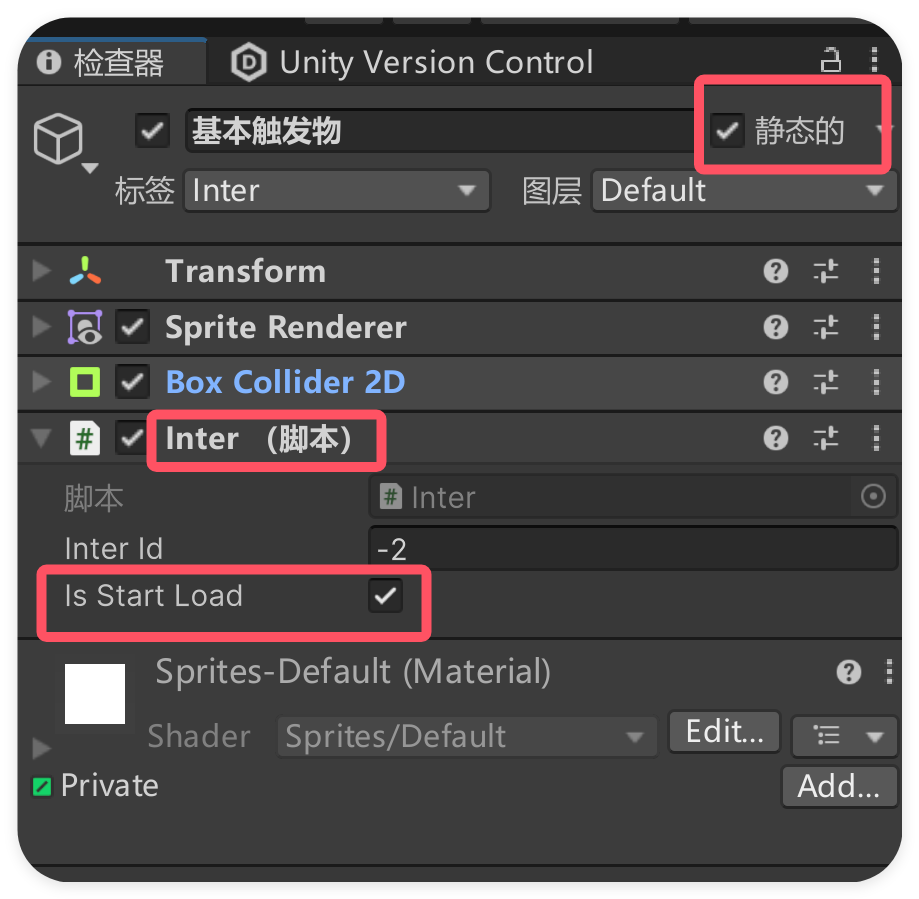 检查器 Unity Version Control
基本触发物 静态的
标签 Inter 图层 Default
Transform
Sprite Renderer
Box Collider 2D
# Inter （脚本）
脚本 # Inter
Inter Id -2
Is Start Load
Sprites-Default (Material)
Shader Sprites/Default Edit...
Private Add...